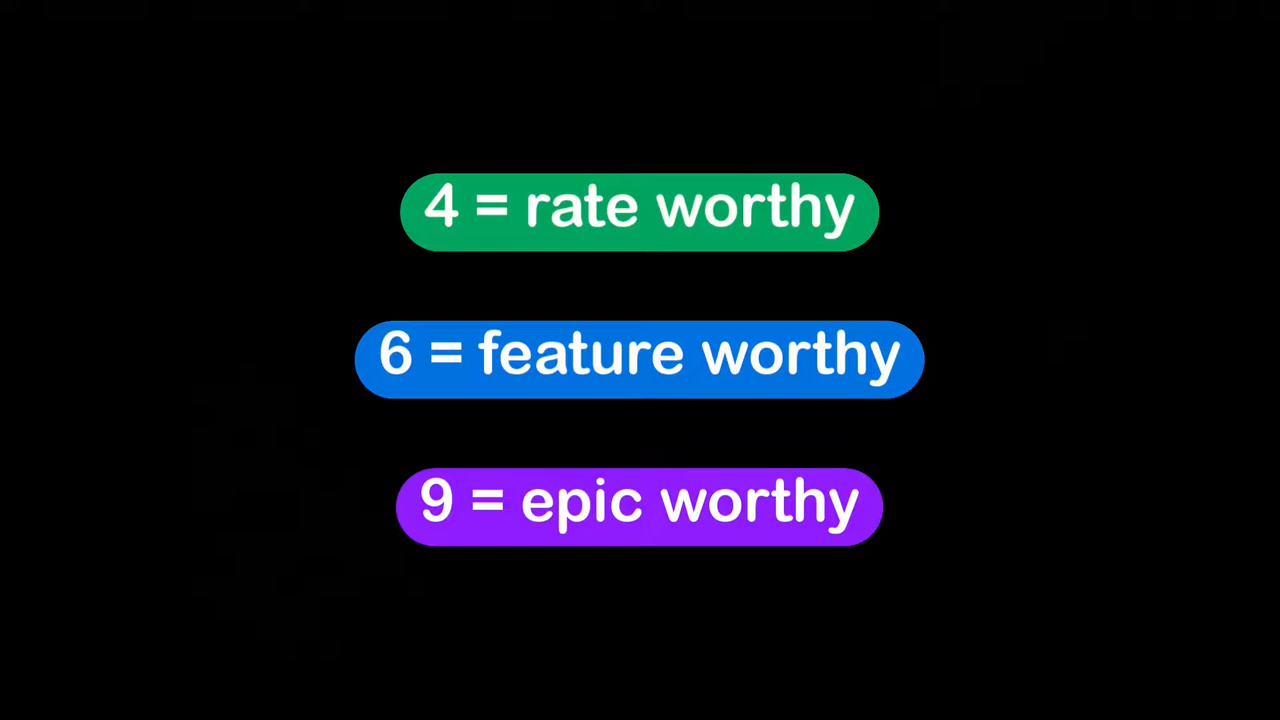 4 = rate worthy
6 = feature worthy
9 = epic worthy